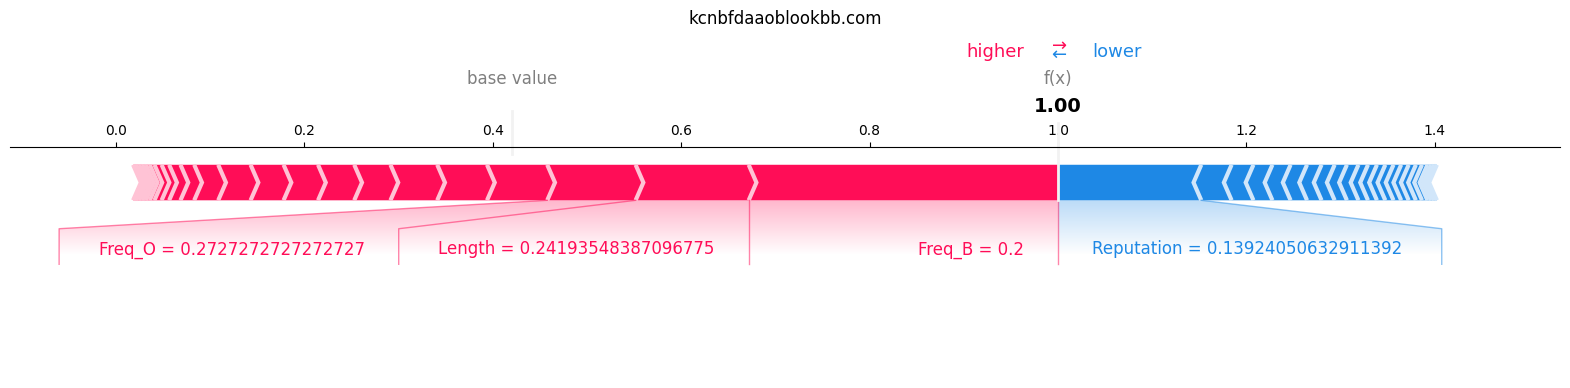 kcnbfdaaoblookbb.com
higher → ← lower
base value f(x)
1.00
0.0 0.2 0.4 0.6 0.8 1.0 1.2 1.4
Freq_O = 0.2727272727272727 Length = 0.24193548387096775 Freq_B = 0.2 Reputation = 0.13924050632911392